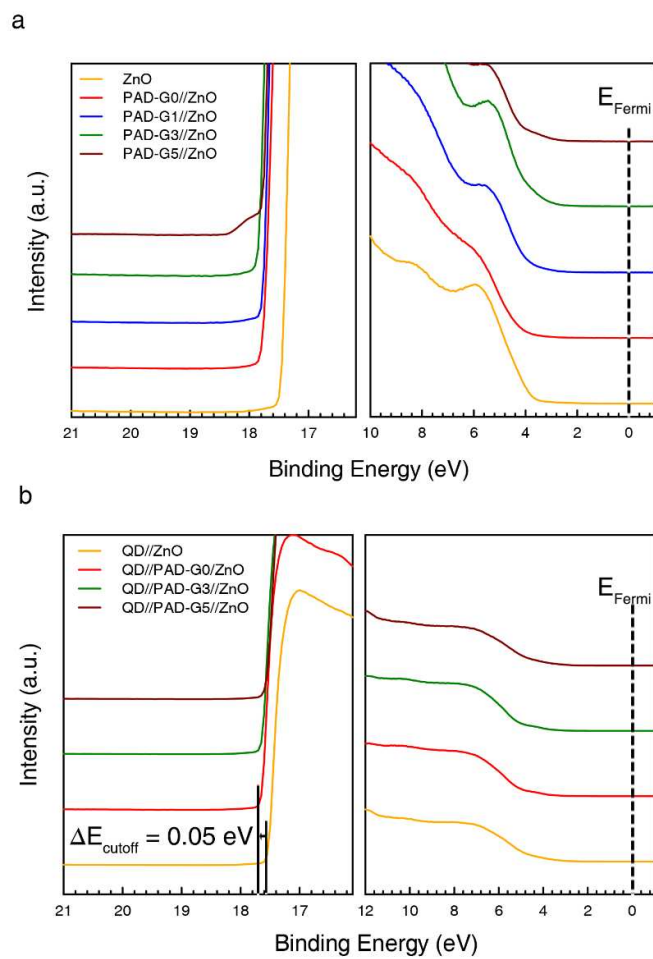 a
ZnO
PAD-G0//ZnO
PAD-G1//ZnO
PAD-G3//ZnO
PAD-G5//ZnO
E_Fermi
Intensity (a.u.)
21 20 19 18 17 10 8 6 4 2 0
Binding Energy (eV)
b
QD//ZnO
QD//PAD-G0/ZnO
QD//PAD-G3//ZnO
QD//PAD-G5//ZnO
E_Fermi
Intensity (a.u.)
ΔE_cutoff = 0.05 eV
21 20 19 18 17 12 10 8 6 4 2 0
Binding Energy (eV)